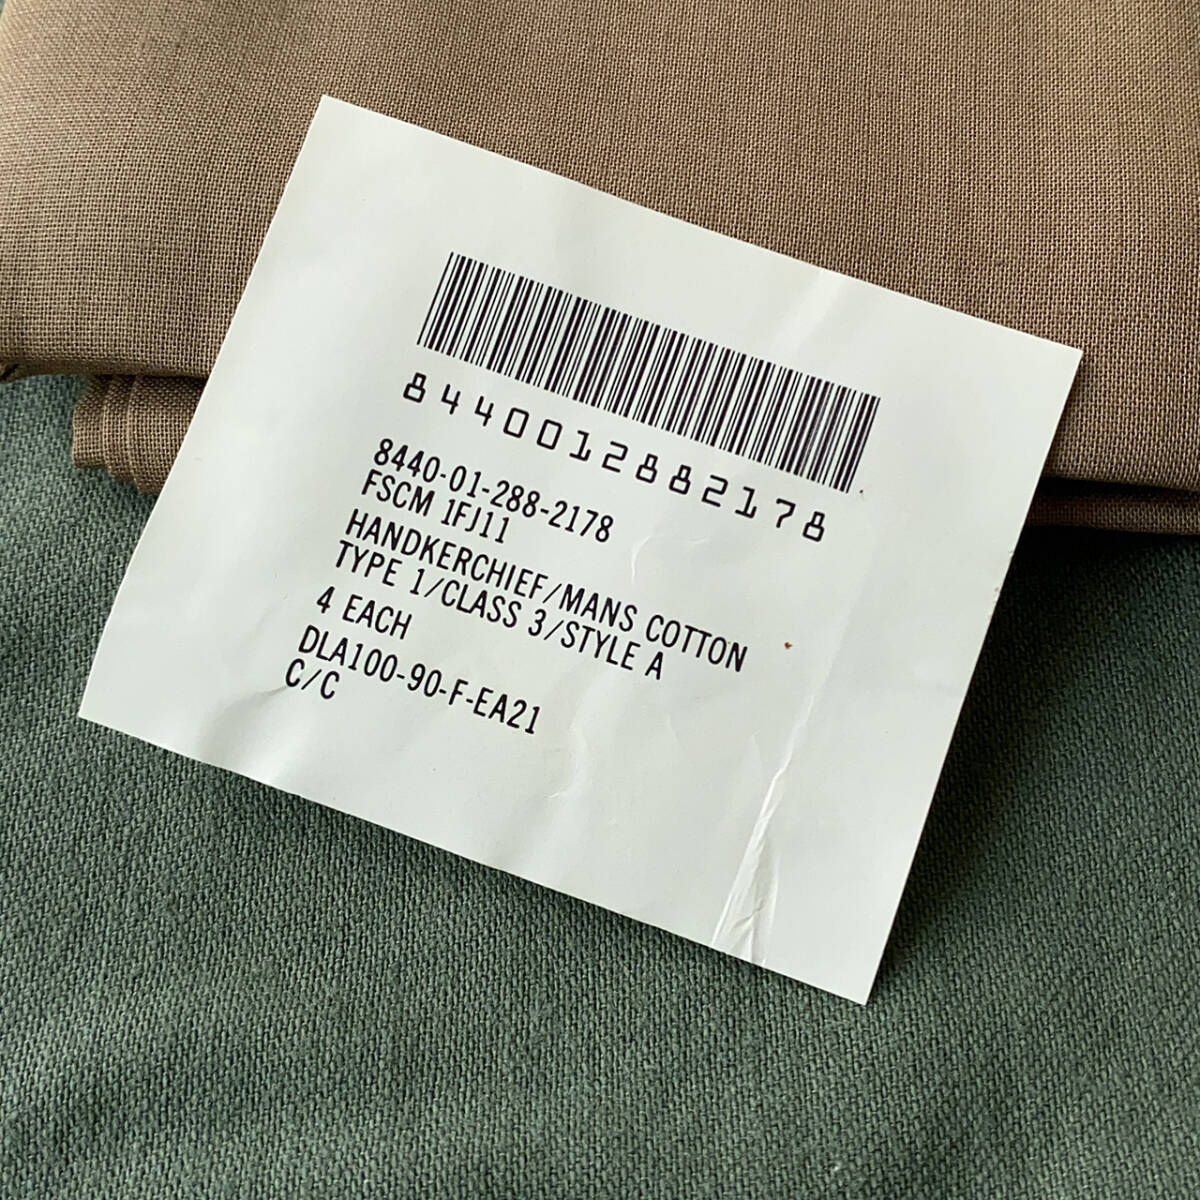 8440012882178
8440-01-288-2178
FSCM 1FJ11
HANDKERCHIEF/MANS COTTON
TYPE 1/CLASS 3/STYLE A
4 EACH
DLA100-90-F-EA21
C/C